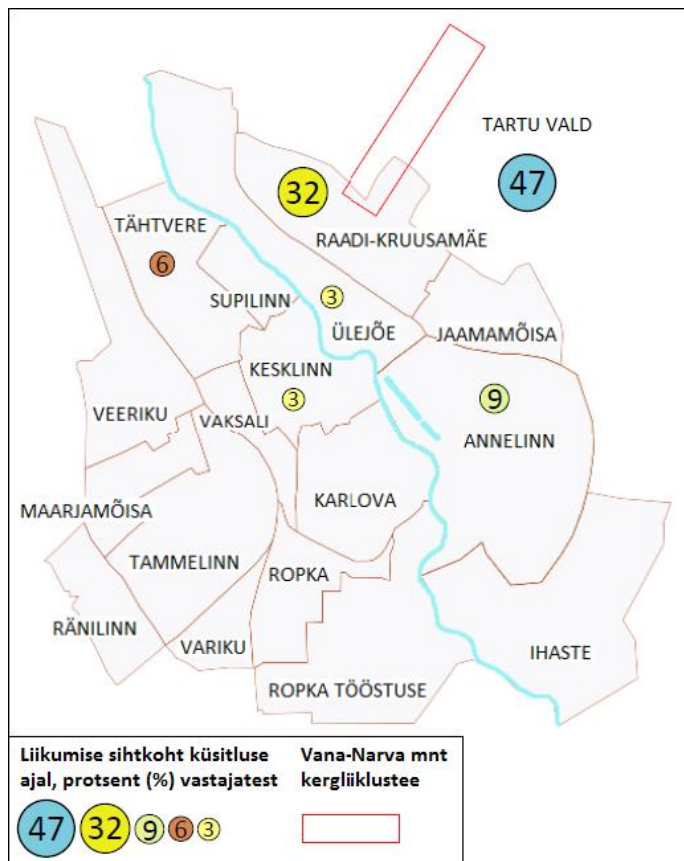 TARTU VALD
47
32
TÄHTVERE
RAADI-KRUUSAMÄE
6
SUPILINN
3
ÜLEJÕE
JAAMAMÕISA
KESKLINN
3
9
VEERIKU
VAKSALI
ANNELINN
KARLOVA
MAARJAMÕISA
TAMMELINN
ROPKA
RÄNILINN
VARIKU
IHASTE
ROPKA TÖÖSTUSE
Liikumise sihtkoht küsitluse
ajal, protsent (%) vastajatest
47 32 9 6 3
Vana-Narva mnt
kergliiklustee